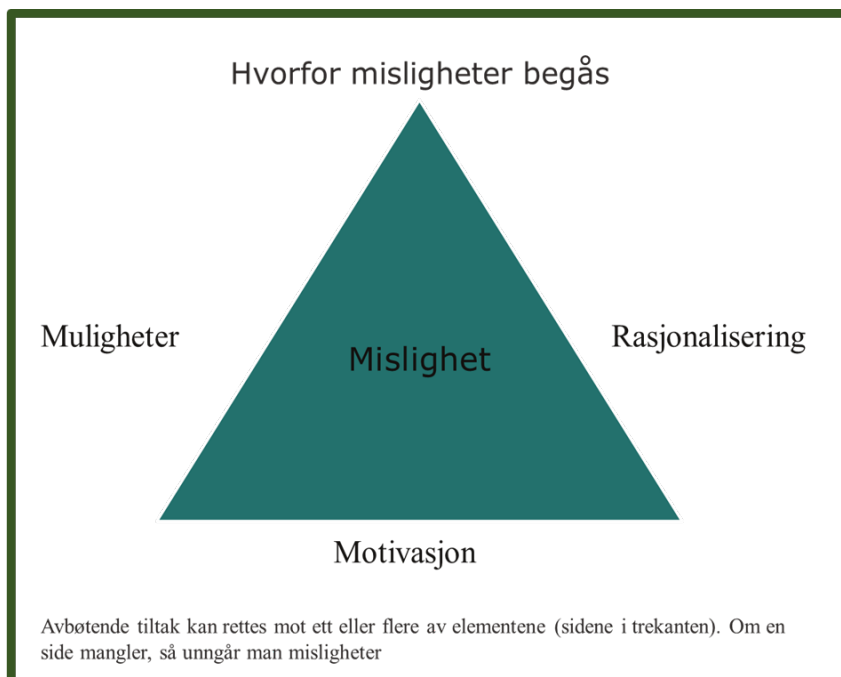 Hvorfor misligheter begås
Muligheter
Rasjonalisering
Mislighet
Motivasjon
Avbøtende tiltak kan rettes mot ett eller flere av elementene (sidene i trekanten). Om en
side mangler, så unngår man misligheter